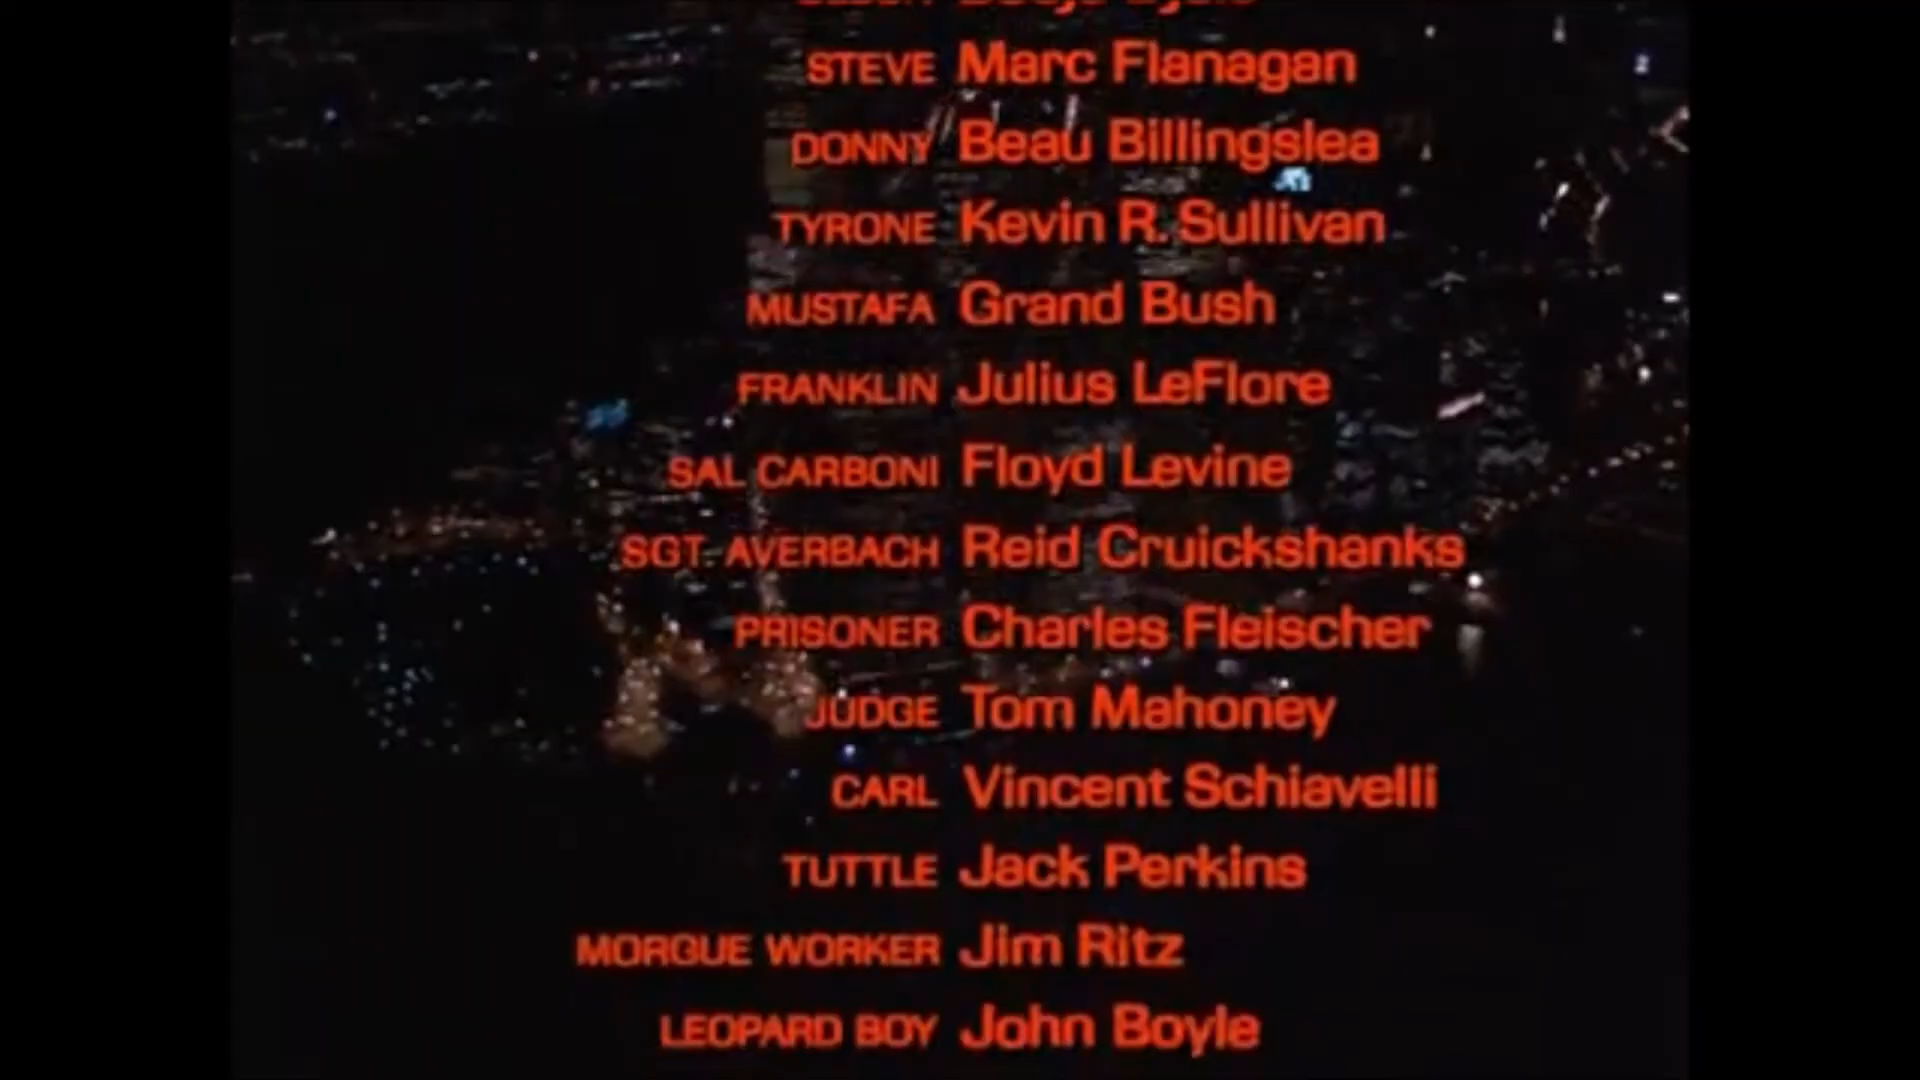 STEVE Marc Flanagan
DONNY Beau Billingslea
TYRONE Kevin R. Sullivan
MUSTAFA Grand Bush
FRANKLIN Julius LeFlore
SAL CARBONI Floyd Levine
SGT. AVERBACH Reid Cruickshanks
PRISONER Charles Fleischer
JUDGE Tom Mahoney
CARL Vincent Schiavelli
TUTTLE Jack Perkins
MORGUE WORKER Jim Ritz
LEOPARD BOY John Boyle